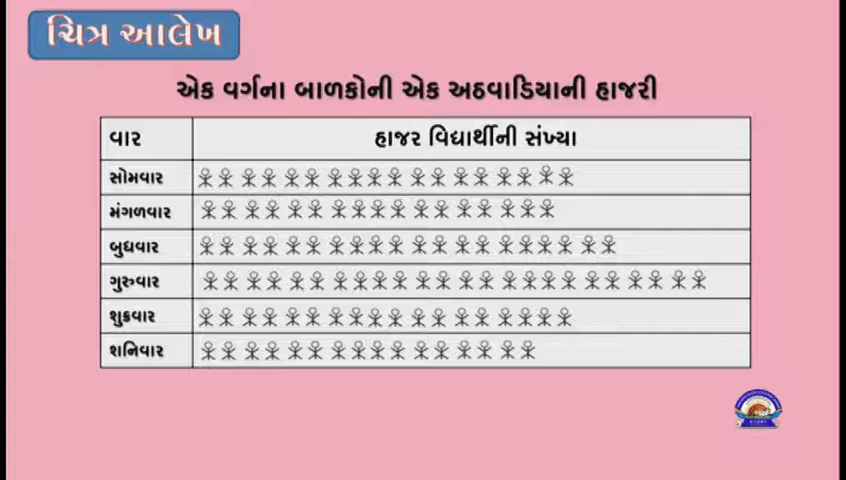 ચિત્ર આલેખ
એક વર્ગના બાળકોની એક અઠવાડિયાની હાજરી
વાર હાજર વિદ્યાર્થીની સંખ્યા
સોમવાર
મંગળવાર
બુધવાર
ગુરુવાર
શુક્રવાર
શનિવાર